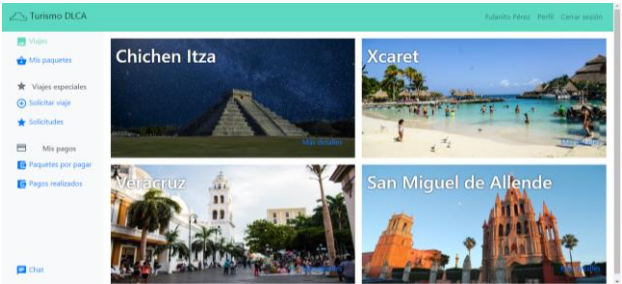 Turismo DLCA
Fulanito Pérez Perfil Cerrar sesión
Viajes
Mis paquetes
Viajes especiales
Solicitar viaje
Solicitudes
Mis pagos
Paquetes por pagar
Pagos realizados
Chat
Chichen Itza
Más detalles
Xcaret
Veracruz
San Miguel de Allende